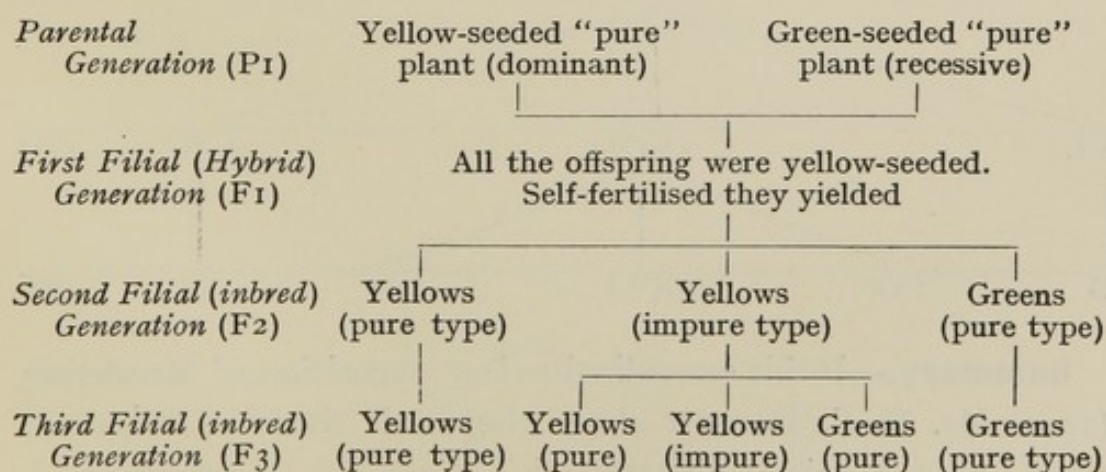 Parental Yellow-seeded “pure” Green-seeded “pure”
Generation (P1) plant (dominant) plant (recessive)
First Filial (Hybrid) All the offspring were yellow-seeded.
Generation (F1) Self-fertilised they yielded
Second Filial (inbred) Yellows Yellows Greens
Generation (F2) (pure type) (impure type) (pure type)
Third Filial (inbred) Yellows Yellows Yellows Greens Greens
Generation (F3) (pure type) (pure) (impure) (pure) (pure type)